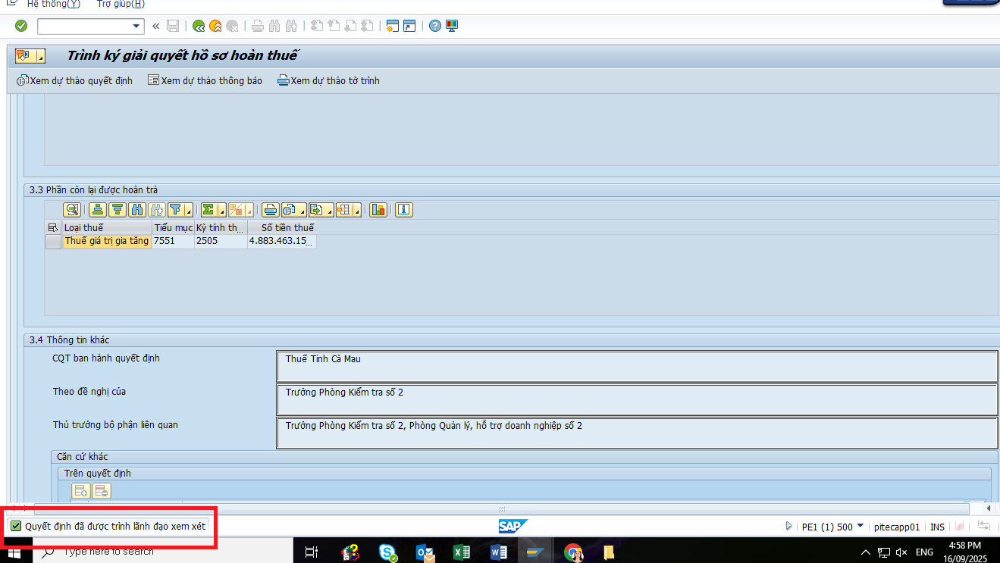 Hệ thống(Y) Trợ giúp(H)
Trình ký giải quyết hồ sơ hoàn thuế
Xem dự thảo quyết định Xem dự thảo thông báo Xem dự thảo tờ trình
3.3 Phần còn lại được hoàn trả
Loại thuế Tiểu mục Kỳ tính th... Số tiền thuế
Thuế giá trị gia tăng 7551 2505 4.883.463.15...
3.4 Thông tin khác
CQT ban hành quyết định Thuế Tỉnh Cà Mau
Theo đề nghị của Trưởng Phòng Kiểm tra số 2
Thủ trưởng bộ phận liên quan Trưởng Phòng Kiểm tra số 2, Phòng Quản lý, hỗ trợ doanh nghiệp số 2
Căn cứ khác
Trên quyết định
Quyết định đã được trình lãnh đạo xem xét SAP PE1 (1) 500 pitecapp01 INS
Type here to search ENG 4:58 PM
16/09/2025